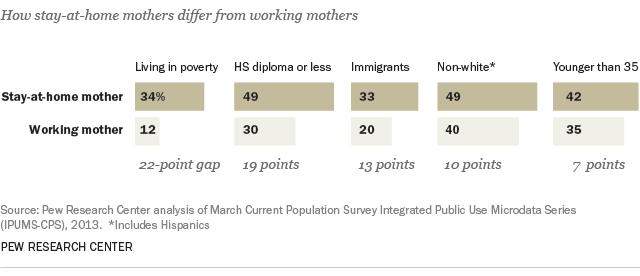 How stay-at-home mothers differ from working mothers
Living in poverty HS diploma or less Immigrants Non-white* Younger than 35
Stay-at-home mother 34% 49 33 49 42
Working mother 12 30 20 40 35
22-point gap 19 points 13 points 10 points 7 points
Source: Pew Research Center analysis of March Current Population Survey Integrated Public Use Microdata Series
(IPUMS-CPS), 2013. *Includes Hispanics
PEW RESEARCH CENTER